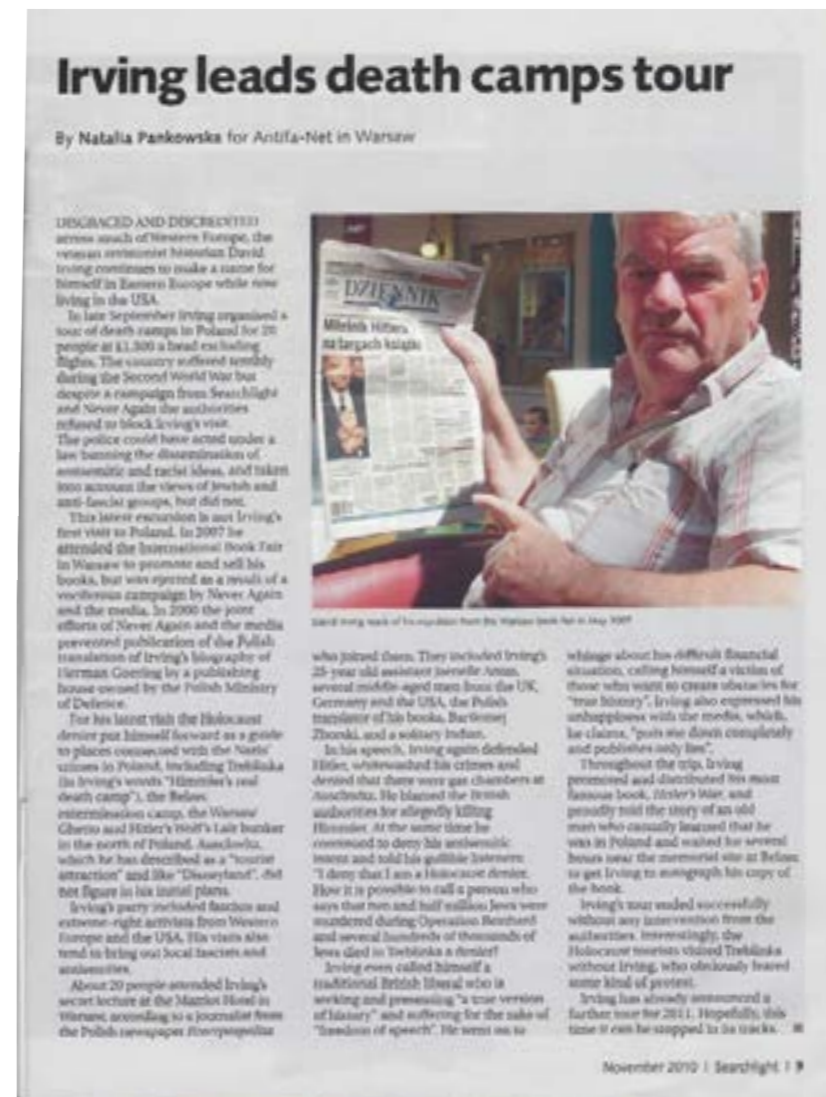 Irving leads death camps tour
By Natalia Pankowska for Antifa-Net in Warsaw
DISGRACED AND DISCREDITED
across much of Western Europe, the
veteran revisionist historian David
Irving continues to make a name for
himself in Eastern Europe while now
living in the USA.
In late September Irving organised a
tour of death camps in Poland for 20
people at £1,500 a head excluding
flights. The country suffered terribly
during the Second World War but
despite a campaign from Searchlight
and Never Again the authorities
refused to block Irving's visit.
The police could have acted under a
law banning the dissemination of
antisemitic and racist ideas, and taken
into account the views of Jewish and
anti-fascist groups, but did not.
This latest excursion is not Irving's
first visit to Poland. In 2007 he
attended the International Book Fair
in Warsaw to promote and sell his
books, but was ejected as a result of a
vociferous campaign by Never Again
and the media. In 2000 the joint
efforts of Never Again and the media
prevented publication of the Polish
translation of Irving's biography of
Herman Goering by a publishing
house owned by the Polish Ministry
of Defence.
For his latest visit the Holocaust
denier put himself forward as a guide
to places connected with the Nazis'
crimes in Poland, including Treblinka
(in Irving's words "Himmler's real
death camp"), the Belzec
extermination camp, the Warsaw
Ghetto and Hitler's Wolf's Lair bunker
in the north of Poland. Auschwitz,
which he has described as a "tourist
attraction" and like "Disneyland", did
not figure in his initial plans.
Irving's party included fascists and
extreme-right activists from Western
Europe and the USA. His visits also
tend to bring out local fascists and
antisemites.
About 20 people attended Irving's
secret lecture at the Marriot Hotel in
Warsaw, according to a journalist from
the Polish newspaper Rzeczpospolita
DZIENNIK
Miłośnik Hitlera
na targach książki
David Irving reads of his expulsion from the Warsaw book fair in May 2007
who joined them. They included Irving's
25-year old assistant
several middle-aged men from the UK,
Germany and the USA, the Polish
translator of his books, Bartłomiej
Zborski, and a solitary Indian.
In his speech, Irving again defended
Hitler, whitewashed his crimes and
denied that there were gas chambers at
Auschwitz. He blamed the British
authorities for allegedly killing
Himmler. At the same time he
continued to deny his antisemitic
intent and told his gullible listeners:
"I deny that I am a Holocaust denier.
How it is possible to call a person who
says that two and half million Jews were
murdered during Operation Reinhard
and several hundreds of thousands of
Jews died in Treblinka a denier?
Irving even called himself a
traditional British liberal who is
seeking and presenting "a true version
of history" and suffering for the sake of
"freedom of speech". He went on to
whinge about his difficult financial
situation, calling himself a victim of
those who want to create obstacles for
"true history". Irving also expressed his
unhappiness with the media, which,
he claims, "puts me down completely
and publishes only lies".
Throughout the trip, Irving
promoted and distributed his most
famous book, Hitler's War, and
proudly told the story of an old
man who casually learned that he
was in Poland and waited for several
hours near the memorial site at Belzec
to get Irving to autograph his copy of
the book.
Irving's tour ended successfully
without any intervention from the
authorities. Interestingly, the
Holocaust tourists visited Treblinka
without Irving, who obviously feared
some kind of protest.
Irving has already announced a
further tour for 2011. Hopefully, this
time it can be stopped in its tracks.
November 2010 | Searchlight | 9